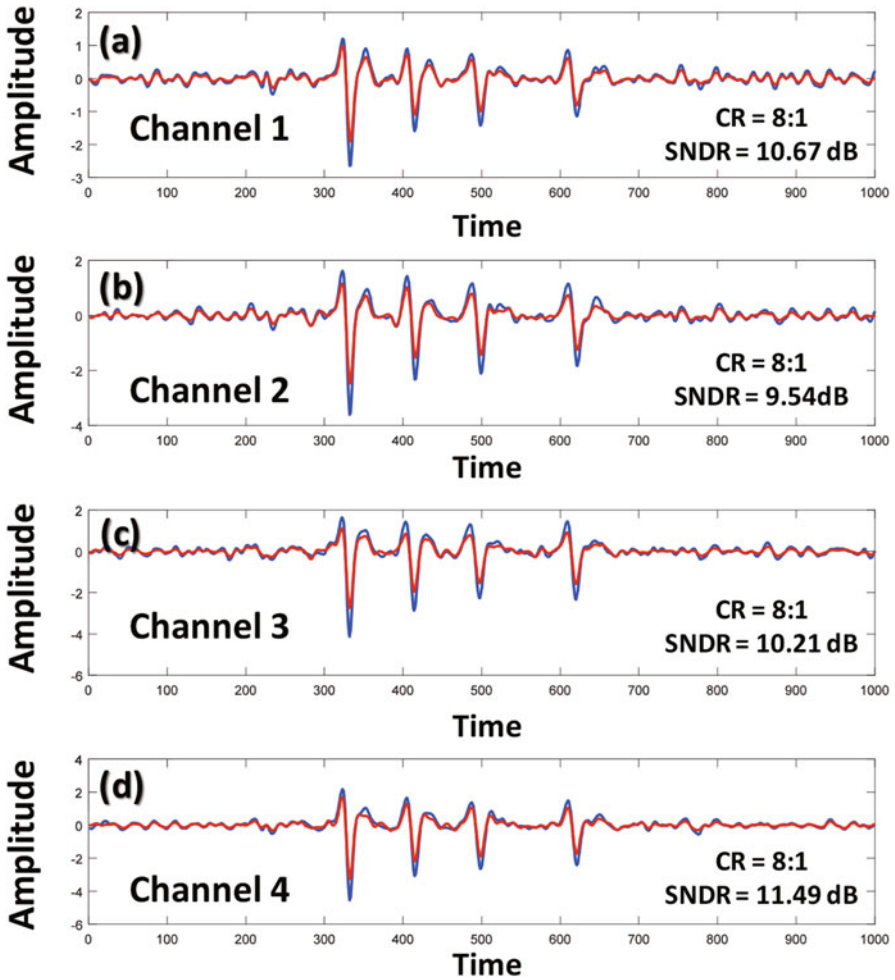 (a)
Amplitude
2
1
0
-1
-2
-3
Channel 1
CR = 8:1
SNDR = 10.67 dB
0 100 200 300 400 500 600 700 800 900 1000
Time
(b)
Amplitude
2
0
-2
-4
Channel 2
CR = 8:1
SNDR = 9.54dB
0 100 200 300 400 500 600 700 800 900 1000
Time
(c)
Amplitude
2
0
-2
-4
-6
Channel 3
CR = 8:1
SNDR = 10.21 dB
0 100 200 300 400 500 600 700 800 900 1000
Time
(d)
Amplitude
4
2
0
-2
-4
-6
Channel 4
CR = 8:1
SNDR = 11.49 dB
0 100 200 300 400 500 600 700 800 900 1000
Time